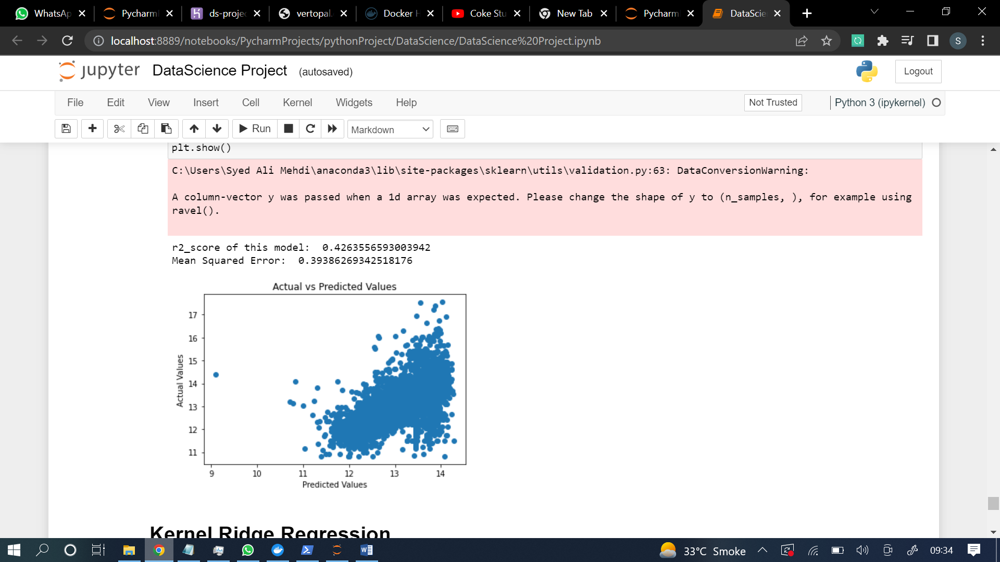 WhatsAp
Pycharm
ds-projec
vertopal.
Docker H
Coke Stu
New Tab
Pycharm
DataScie
localhost:8889/notebooks/PycharmProjects/pythonProject/DataScience/DataScience%20Project.ipynb
S
jupyter DataScience Project (autosaved)
Logout
File Edit View Insert Cell Kernel Widgets Help
Not Trusted
Python 3 (ipykernel)
Run
Markdown
plt.show()
C:\Users\Syed Ali Mehdi\anaconda3\lib\site-packages\sklearn\utils\validation.py:63: DataConversionWarning:
A column-vector y was passed when a 1d array was expected. Please change the shape of y to (n_samples, ), for example using
ravel().
r2_score of this model:  0.4263556593003942
Mean Squared Error:  0.39386269342518176
Actual vs Predicted Values
17
16
15
14
13
12
11
Actual Values
9 10 11 12 13 14
Predicted Values
Kernel Ridge Regression
33°C Smoke
09:34